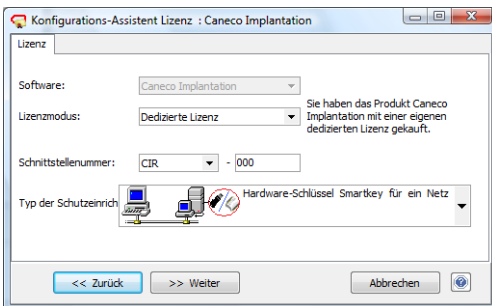 Konfigurations-Assistent Lizenz : Caneco Implantation
Lizenz
Software:
Caneco Implantation
Lizenzmodus:
Dedizierte Lizenz
Sie haben das Produkt Caneco
Implantation mit einer eigenen
dedizierten Lizenz gekauft.
Schnittstellenummer:
CIR
- 000
Typ der Schutzeinrich
Hardware-Schlüssel Smartkey für ein Netz
<< Zurück
>> Weiter
Abbrechen